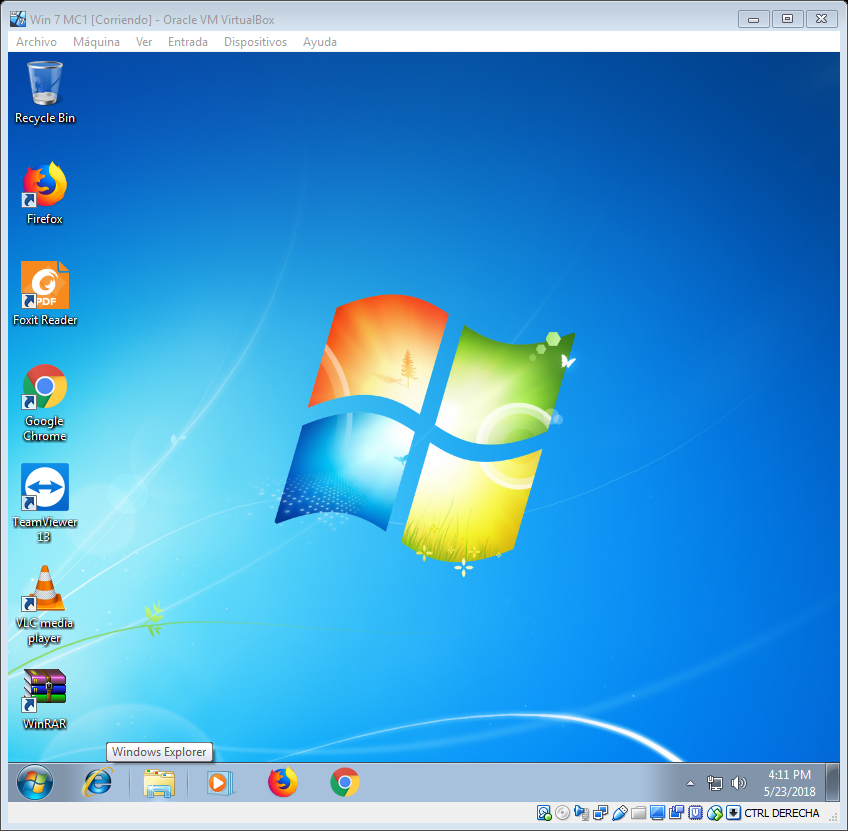 Win 7 MC1 [Corriendo] - Oracle VM VirtualBox
Archivo Máquina Ver Entrada Dispositivos Ayuda
Recycle Bin
Firefox
PDF
Foxit Reader
Google
Chrome
TeamViewer
13
VLC media
player
WinRAR
Windows Explorer
4:11 PM
5/23/2018
CTRL DERECHA